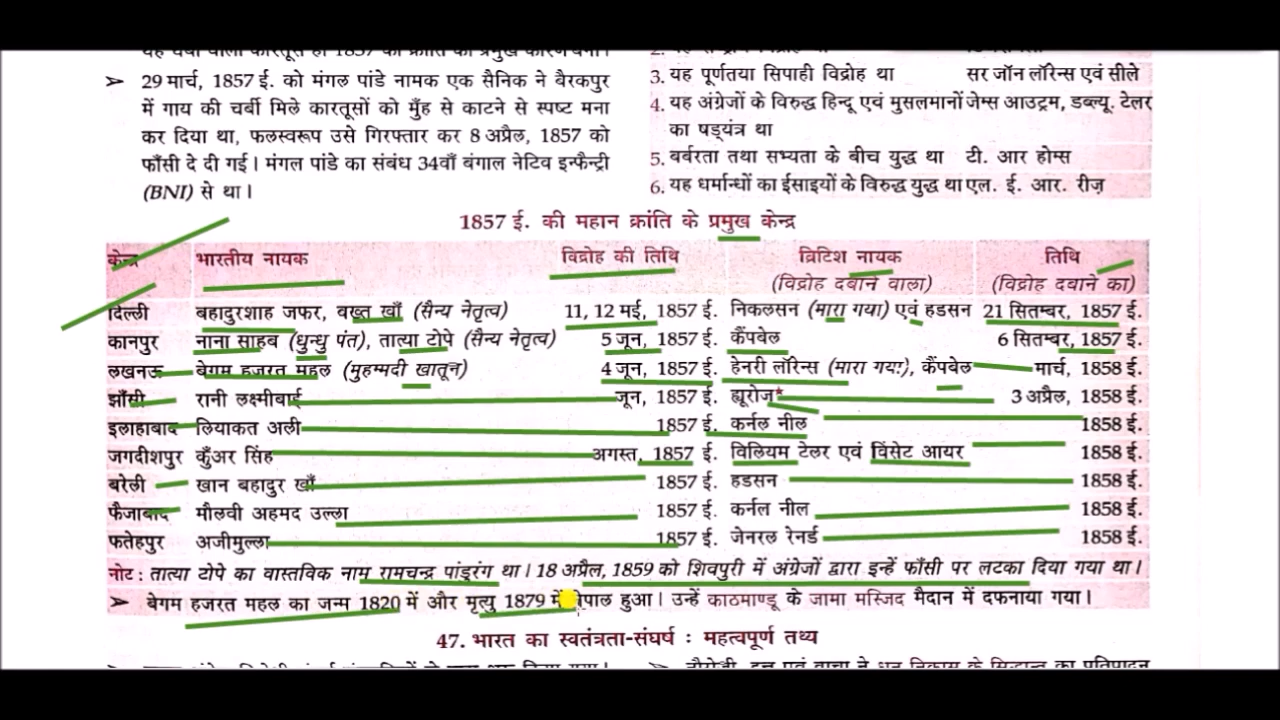 29 मार्च, 1857 ई. को मंगल पांडे नामक एक सैनिक ने बैरकपुर
में गाय की चर्बी मिले कारतूसों को मुँह से काटने से स्पष्ट मना
कर दिया था, फलस्वरूप उसे गिरफ्तार कर 8 अप्रैल, 1857 को
फाँसी दे दी गई। मंगल पांडे का संबंध 34वाँ बंगाल नेटिव इन्फैन्ट्री
(BNI) से था।
3. यह पूर्णतया सिपाही विद्रोह था सर जॉन लॉरेन्स एवं सीले
4. यह अंग्रेजों के विरुद्ध हिन्दू एवं मुसलमानों जेम्स आउट्रम, डब्ल्यू. टेलर
का षड्यंत्र था
5. बर्बरता तथा सभ्यता के बीच युद्ध था टी. आर होम्स
6. यह धर्मान्धों का ईसाइयों के विरुद्ध युद्ध था एल. ई. आर. रीज़
1857 ई. की महान क्रांति के प्रमुख केन्द्र
केन्द्र भारतीय नायक विद्रोह की तिथि ब्रिटिश नायक तिथि
(विद्रोह दबाने वाला) (विद्रोह दबाने का)
दिल्ली बहादुरशाह जफर, बख्त खाँ (सैन्य नेतृत्व) 11, 12 मई, 1857 ई. निकलसन (मारा गया) एवं हडसन 21 सितम्बर, 1857 ई.
कानपुर नाना साहब (धुन्धु पंत), तात्या टोपे (सैन्य नेतृत्व) 5 जून, 1857 ई. कैंपबेल 6 सितम्बर, 1857 ई.
लखनऊ बेगम हजरत महल (मुहम्मदी खातून) 4 जून, 1857 ई. हेनरी लॉरेन्स (मारा गया), कैंपबेल मार्च, 1858 ई.
झाँसी रानी लक्ष्मीबाई जून, 1857 ई. ह्यूरोज* 3 अप्रैल, 1858 ई.
इलाहाबाद लियाकत अली 1857 ई. कर्नल नील 1858 ई.
जगदीशपुर कुँअर सिंह अगस्त, 1857 ई. विलियम टेलर एवं विंसेट आयर 1858 ई.
बरेली खान बहादुर खाँ 1857 ई. हडसन 1858 ई.
फैजाबाद मौलवी अहमद उल्ला 1857 ई. कर्नल नील 1858 ई.
फतेहपुर अजीमुल्ला 1857 ई. जेनरल रेनर्ड 1858 ई.
नोट : तात्या टोपे का वास्तविक नाम रामचन्द्र पांडुरंग था। 18 अप्रैल, 1859 को शिवपुरी में अंग्रेजों द्वारा इन्हें फाँसी पर लटका दिया गया था।
बेगम हजरत महल का जन्म 1820 में और मृत्यु 1879 में नेपाल हुआ। उन्हें काठमाण्डू के जामा मस्जिद मैदान में दफनाया गया।
47. भारत का स्वतंत्रता-संघर्ष : महत्वपूर्ण तथ्य